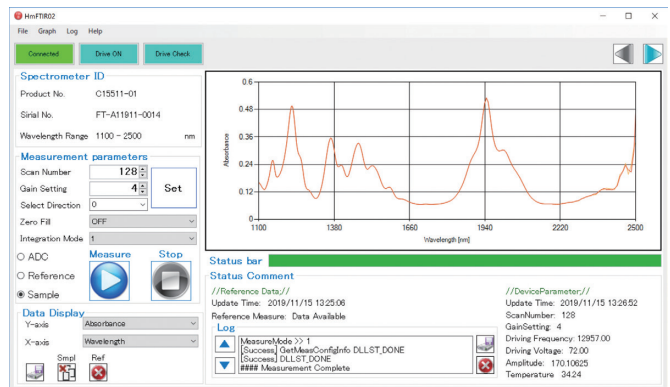 HmFTIR02
File Graph Log Help
Connected Drive ON Drive Check
Spectrometer ID
Product No. C15511-01
Sirial No. FT-A11911-0014
Wavelength Range 1100 - 2500 nm
Measurement parameters
Scan Number 128
Gain Setting 4
Set
Select Direction 0
Zero Fill OFF
Integration Mode 1
ADC
Reference
Sample
Measure Stop
Data Display
Y-axis Absorbance
X-axis Wavelength
Smpl Ref
Absorbance
0.6
0.48
0.36
0.24
0.12
0
1100 1380 1660 1940 2220 2500
Wavelength [nm]
Status bar
Status Comment
//Reference Data;//
Update Time: 2019/11/15 13:25:06
Reference Measure: Data Available
Log
MeasureMode >> 1
[Success] GetMeasConfigInfo DLLST_DONE
[Success] DLLST_DONE
#### Measurement Complete
//DeviceParameter;//
Update Time: 2019/11/15 13:26:52
ScanNumber: 128
GainSetting: 4
Driving Frequency: 12957.00
Driving Voltage: 72.00
Amplitude: 170.10625
Temperature 34.24